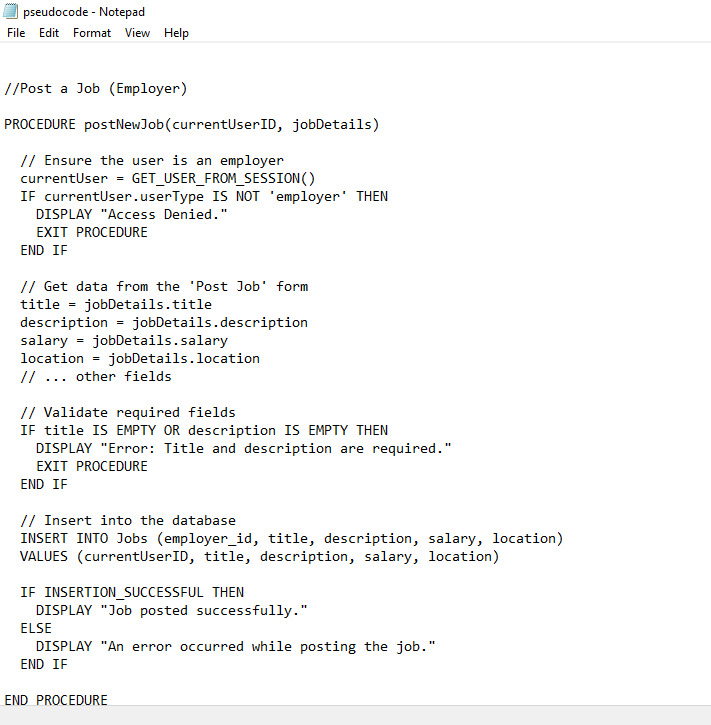 pseudocode - Notepad
File Edit Format View Help
//Post a Job (Employer)
PROCEDURE postNewJob(currentUserID, jobDetails)
// Ensure the user is an employer
currentUser = GET_USER_FROM_SESSION()
IF currentUser.userType IS NOT 'employer' THEN
DISPLAY "Access Denied."
EXIT PROCEDURE
END IF
// Get data from the 'Post Job' form
title = jobDetails.title
description = jobDetails.description
salary = jobDetails.salary
location = jobDetails.location
// ... other fields
// Validate required fields
IF title IS EMPTY OR description IS EMPTY THEN
DISPLAY "Error: Title and description are required."
EXIT PROCEDURE
END IF
// Insert into the database
INSERT INTO Jobs (employer_id, title, description, salary, location)
VALUES (currentUserID, title, description, salary, location)
IF INSERTION_SUCCESSFUL THEN
DISPLAY "Job posted successfully."
ELSE
DISPLAY "An error occurred while posting the job."
END IF
END PROCEDURE